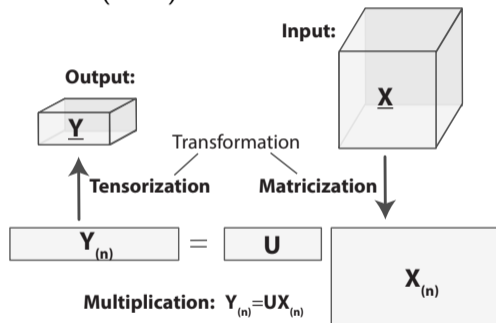 Input:
Output:
X
Y
Transformation
Tensorization Matricization
Y(n) = U X(n)
Multiplication: Y(n)=UX(n)